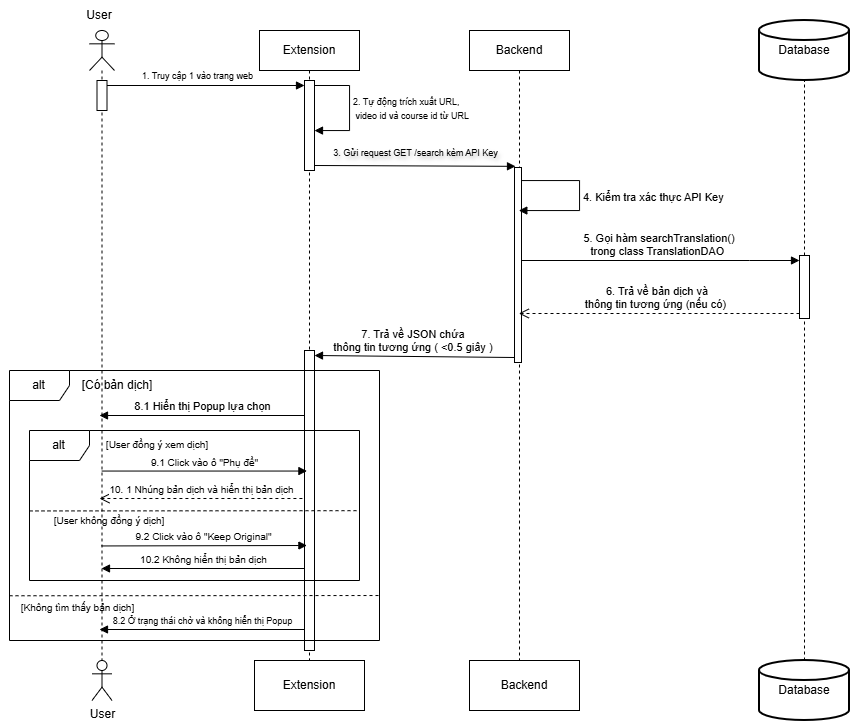 User
Extension
Backend
Database
1. Truy cập 1 vào trang web
2. Tự động trích xuất URL,
video id và course id từ URL
3. Gửi request GET /search kèm API Key
4. Kiểm tra xác thực API Key
5. Gọi hàm searchTranslation()
trong class TranslationDAO
6. Trả về bản dịch và
thông tin tương ứng (nếu có)
7. Trả về JSON chứa
thông tin tương ứng ( <0.5 giây )
alt
[Có bản dịch]
8.1 Hiển thị Popup lựa chọn
alt
[User đồng ý xem dịch]
9.1 Click vào ô "Phụ đề"
10. 1 Nhúng bản dịch và hiển thị bản dịch
[User không đồng ý dịch]
9.2 Click vào ô "Keep Original"
10.2 Không hiển thị bản dịch
[Không tìm thấy bản dịch]
8.2 Ở trạng thái chờ và không hiển thị Popup
User
Extension
Backend
Database